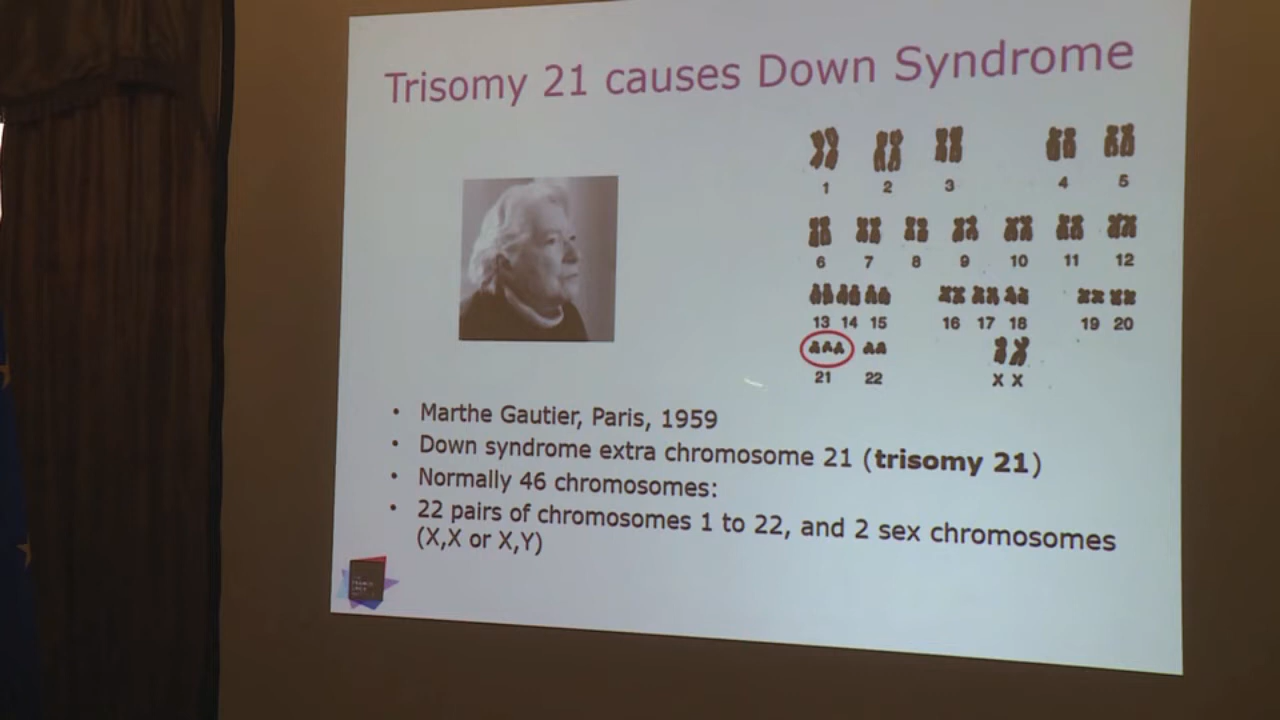 Trisomy 21 causes Down Syndrome
1 2 3 4 5
6 7 8 9 10 11 12
13 14 15 16 17 18 19 20
21 22 X X
• Marthe Gautier, Paris, 1959
• Down syndrome extra chromosome 21 (trisomy 21)
• Normally 46 chromosomes:
• 22 pairs of chromosomes 1 to 22, and 2 sex chromosomes
(X,X or X,Y)